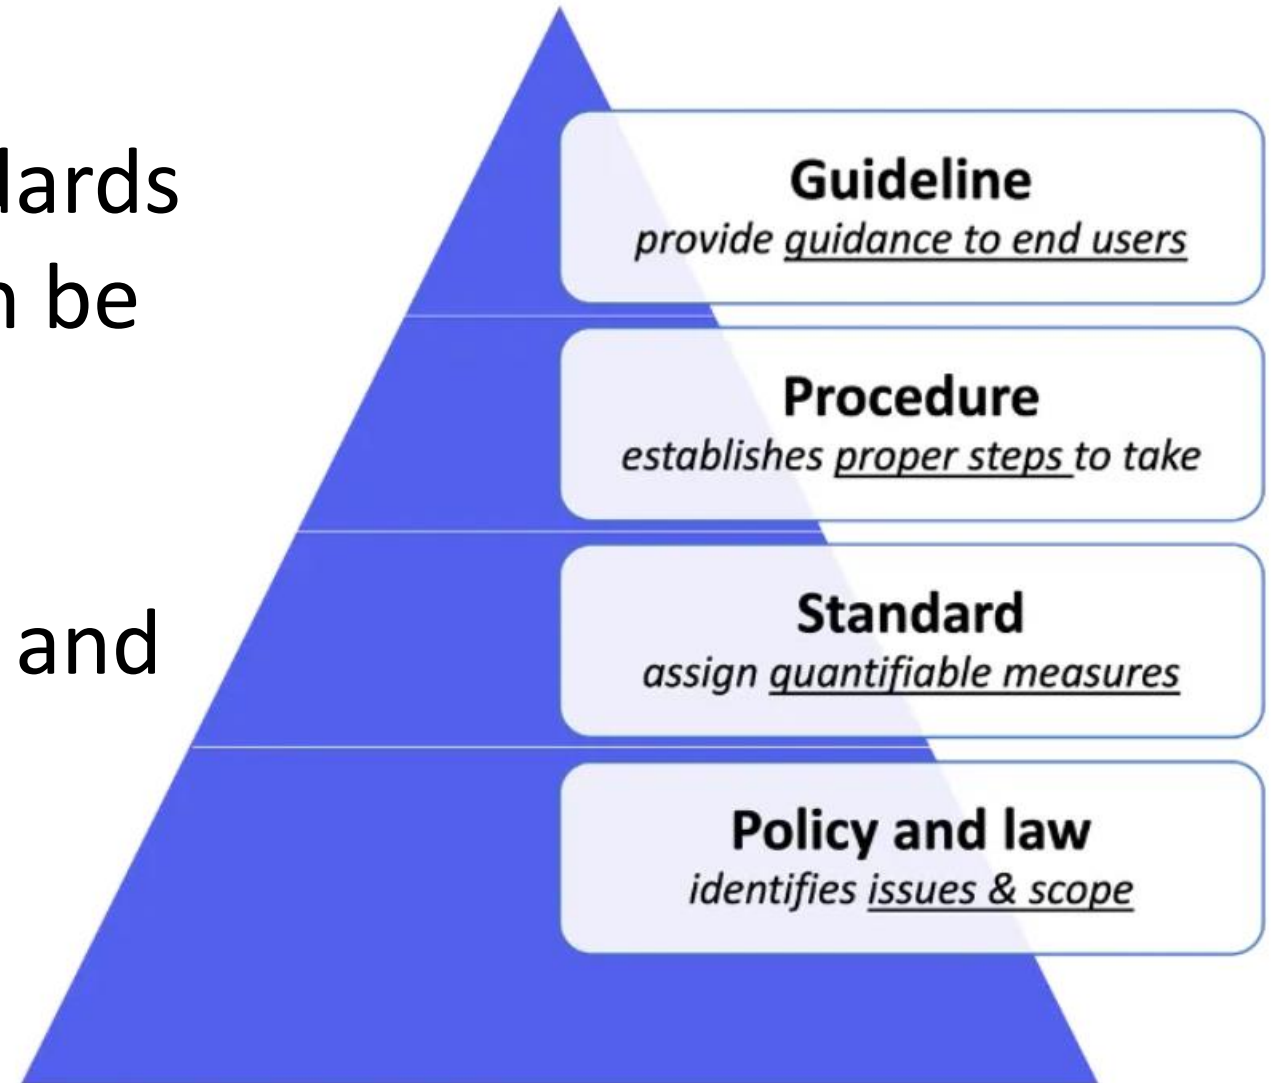 dards
n be
and
Guideline
provide guidance to end users
Procedure
establishes proper steps to take
Standard
assign quantifiable measures
Policy and law
identifies issues & scope